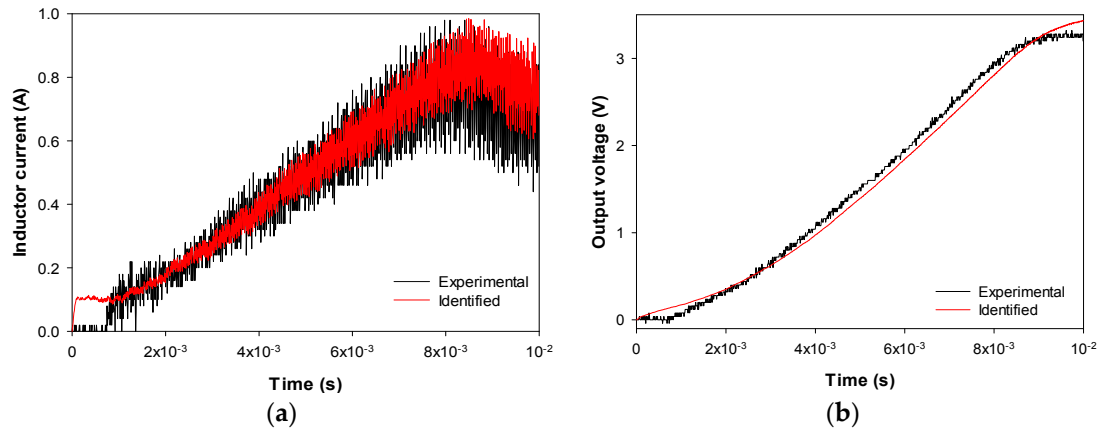 Inductor current (A)
1.0
0.8
0.6
0.4
0.2
0.0
Experimental
Identified
0
2x10⁻³
4x10⁻³
6x10⁻³
8x10⁻³
10⁻²
Time (s)
(a)
Output voltage (V)
3
2
1
0
Experimental
Identified
0
2x10⁻³
4x10⁻³
6x10⁻³
8x10⁻³
10⁻²
Time (s)
(b)